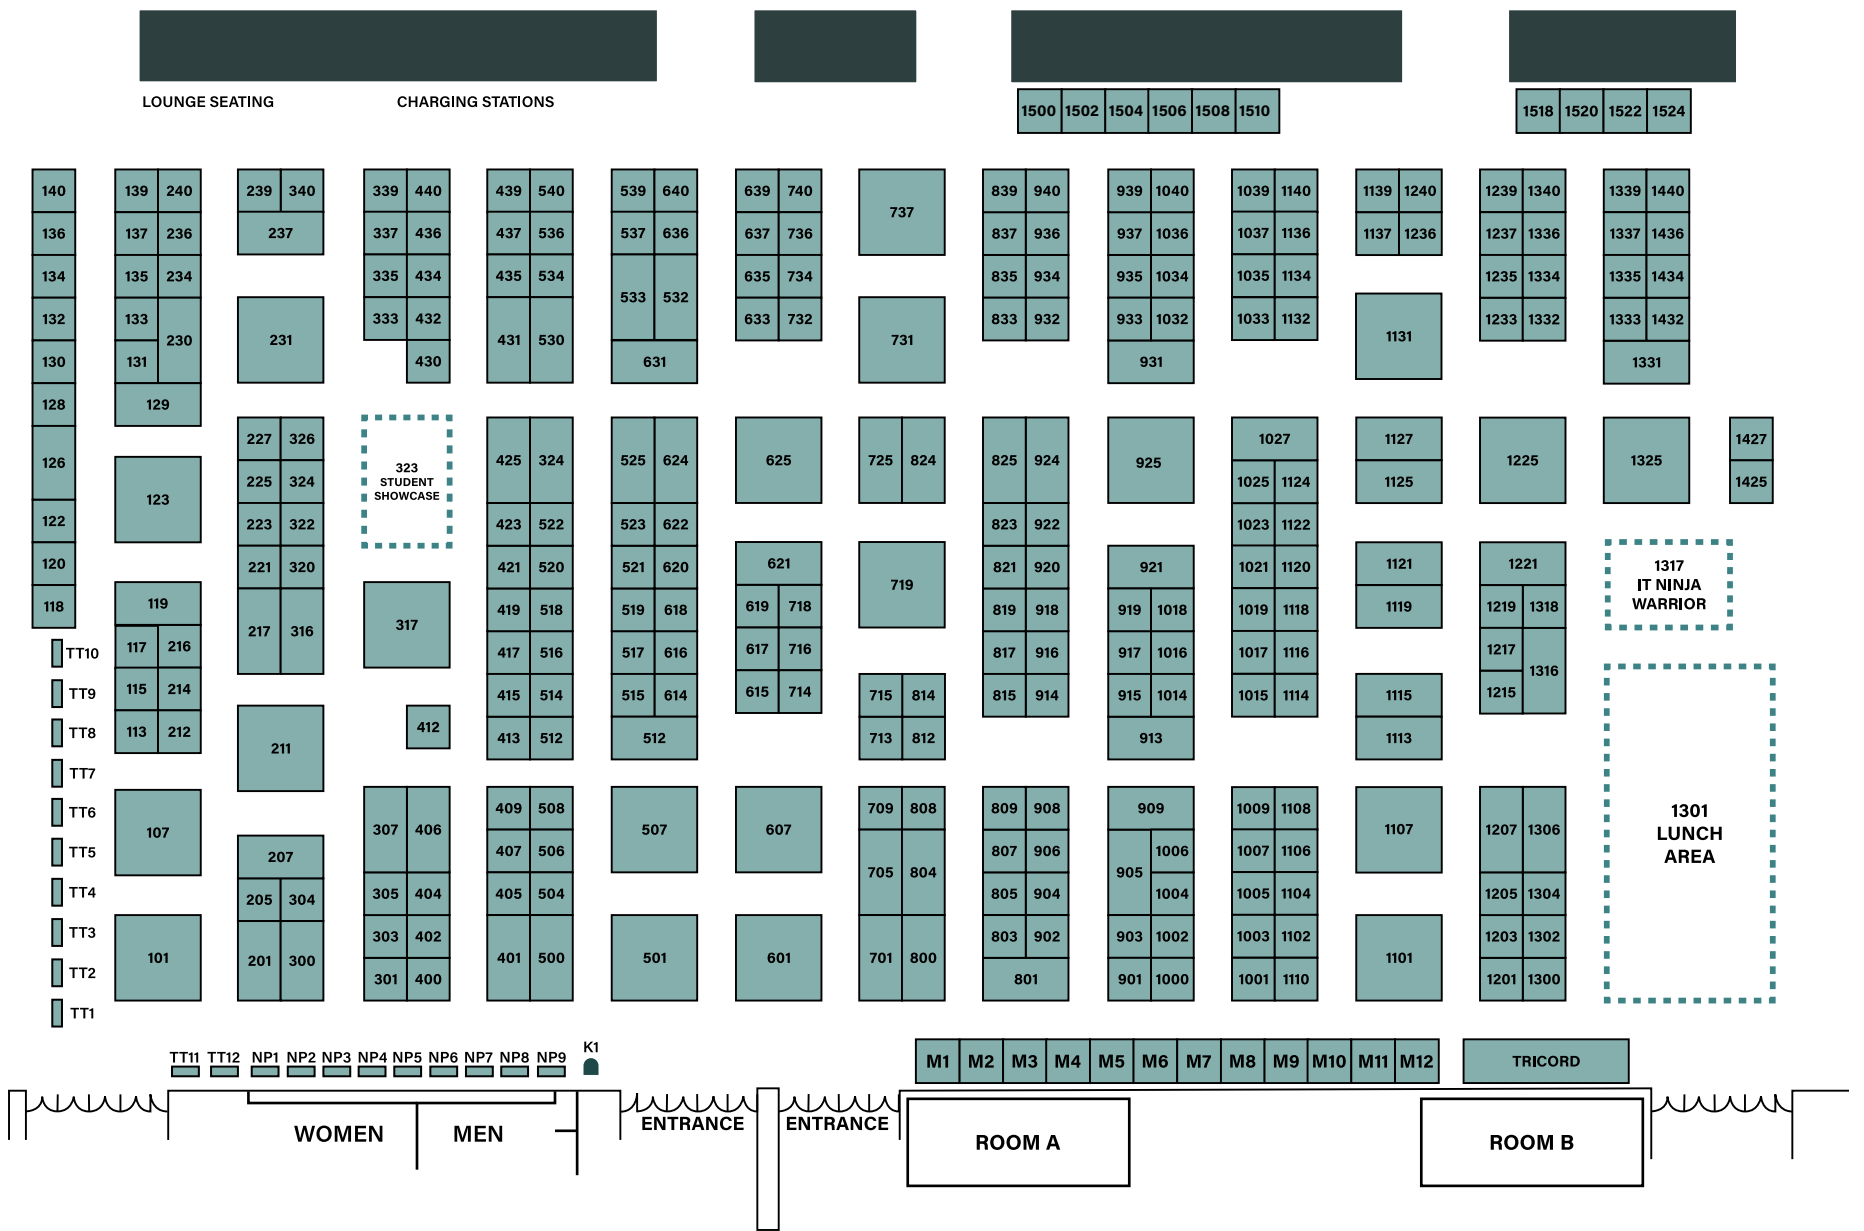 LOUNGE SEATING CHARGING STATIONS
1500 1502 1504 1506 1508 1510 1518 1520 1522 1524
140 139 240 239 340 339 440 439 540 539 640 639 740 737 839 940 939 1040 1039 1140 1139 1240 1239 1340 1339 1440
136 137 236 237 337 436 437 536 537 636 637 736 837 936 937 1036 1037 1136 1137 1236 1237 1336 1337 1436
134 135 234 335 434 435 534 533 532 635 734 835 934 935 1034 1035 1134 1235 1334 1335 1434
132 133 230 231 333 432 431 530 633 732 731 833 932 933 1032 1033 1132 1131 1233 1332 1333 1432
130 131 430 631 931 1331
128 129
227 326 1027 1127 1427
126 225 324 323 STUDENT SHOWCASE 425 324 525 624 625 725 824 825 924 925 1025 1124 1125 1225 1325 1425
122 123 223 322 423 522 523 622 823 922 1023 1122
120 221 320 421 520 521 620 621 719 821 920 921 1021 1120 1121 1221 1317
IT NINJA
WARRIOR
118 119 217 316 317 419 518 519 618 619 718 819 918 919 1018 1019 1118 1119 1219 1318
TT10 117 216 417 516 517 616 617 716 817 916 917 1016 1017 1116 1217 1316
TT9 115 214 415 514 515 614 615 714 715 814 815 914 915 1014 1015 1114 1115 1215
TT8 113 212 211 412 413 512 512 713 812 913 1113
TT7
TT6 107 307 406 409 508 507 607 709 808 809 908 909 1009 1108 1107 1207 1306 1301
LUNCH
AREA
TT5 207 407 506 705 804 807 906 905 1006 1007 1106
TT4 205 304 305 404 405 504 805 904 1004 1005 1104 1205 1304
TT3 303 402 803 902 903 1002 1003 1102 1203 1302
TT2 101 201 300 301 400 401 500 501 601 701 800 801 901 1000 1001 1110 1101 1201 1300
TT1
TT11 TT12 NP1 NP2 NP3 NP4 NP5 NP6 NP7 NP8 NP9 K1
M1 M2 M3 M4 M5 M6 M7 M8 M9 M10 M11 M12 TRICORD
WOMEN MEN ENTRANCE ENTRANCE ROOM A ROOM B